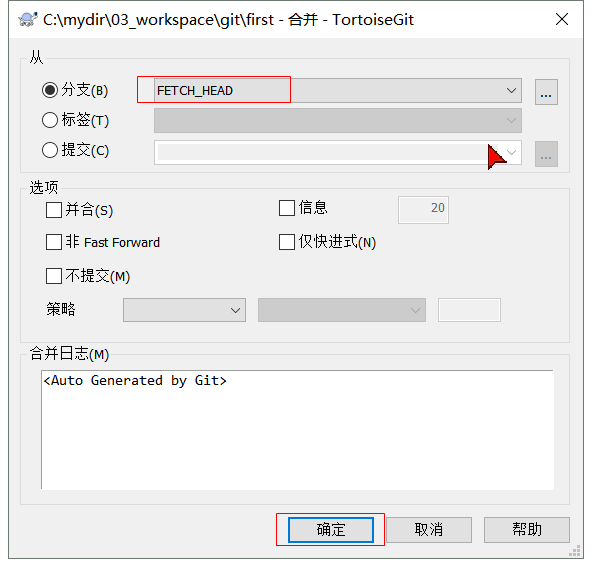 C:\mydir\03_workspace\git\first - 合并 - TortoiseGit
从
分支(B)
FETCH_HEAD
...
标签(T)
提交(C)
...
选项
并合(S)
信息
20
非 Fast Forward
仅快进式(N)
不提交(M)
策略
合并日志(M)
<Auto Generated by Git>
确定
取消
帮助